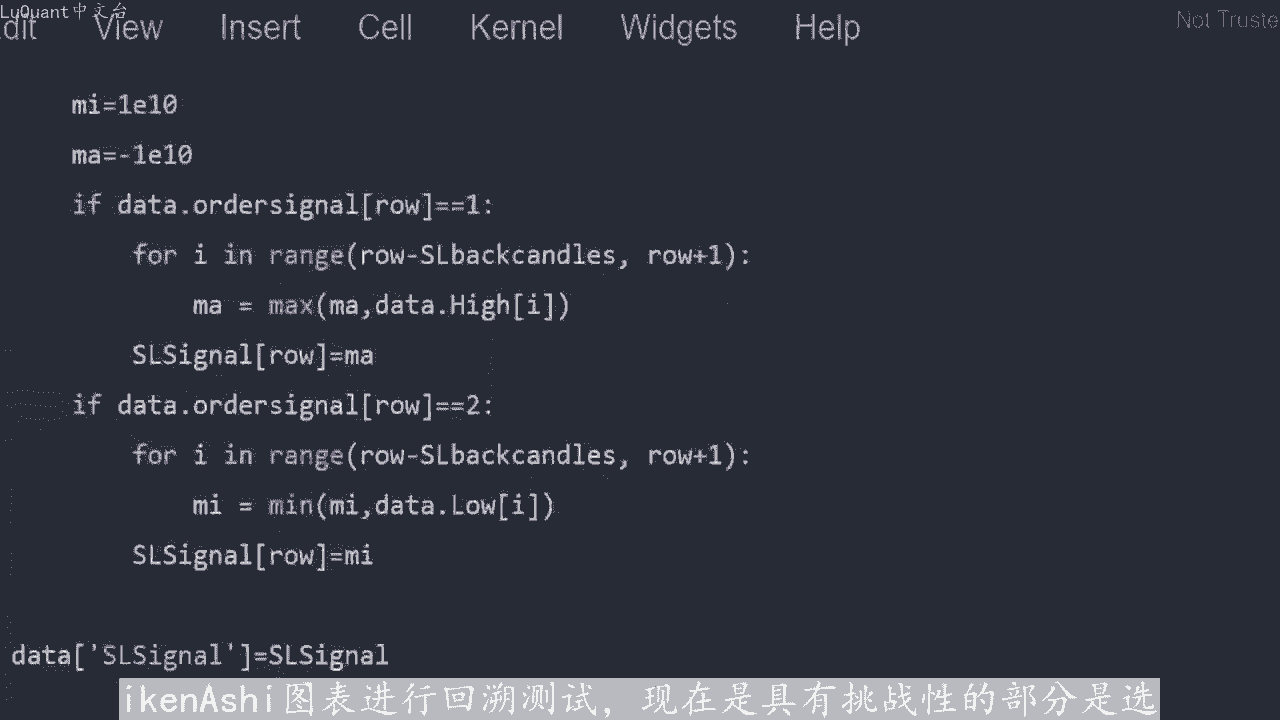 LuQuant中文台
dit View Insert Cell Kernel Widgets Help Not Truste
mi=1e10
ma=-1e10
if data.ordersignal[row]==1:
for i in range(row-SLbackcandles, row+1):
ma = max(ma,data.High[i])
SLSignal[row]=ma
if data.ordersignal[row]==2:
for i in range(row-SLbackcandles, row+1):
mi = min(mi,data.Low[i])
SLSignal[row]=mi
data['SLSignal']=SLSignal
ikenAshi图表进行回溯测试，现在是具有挑战性的部分是选